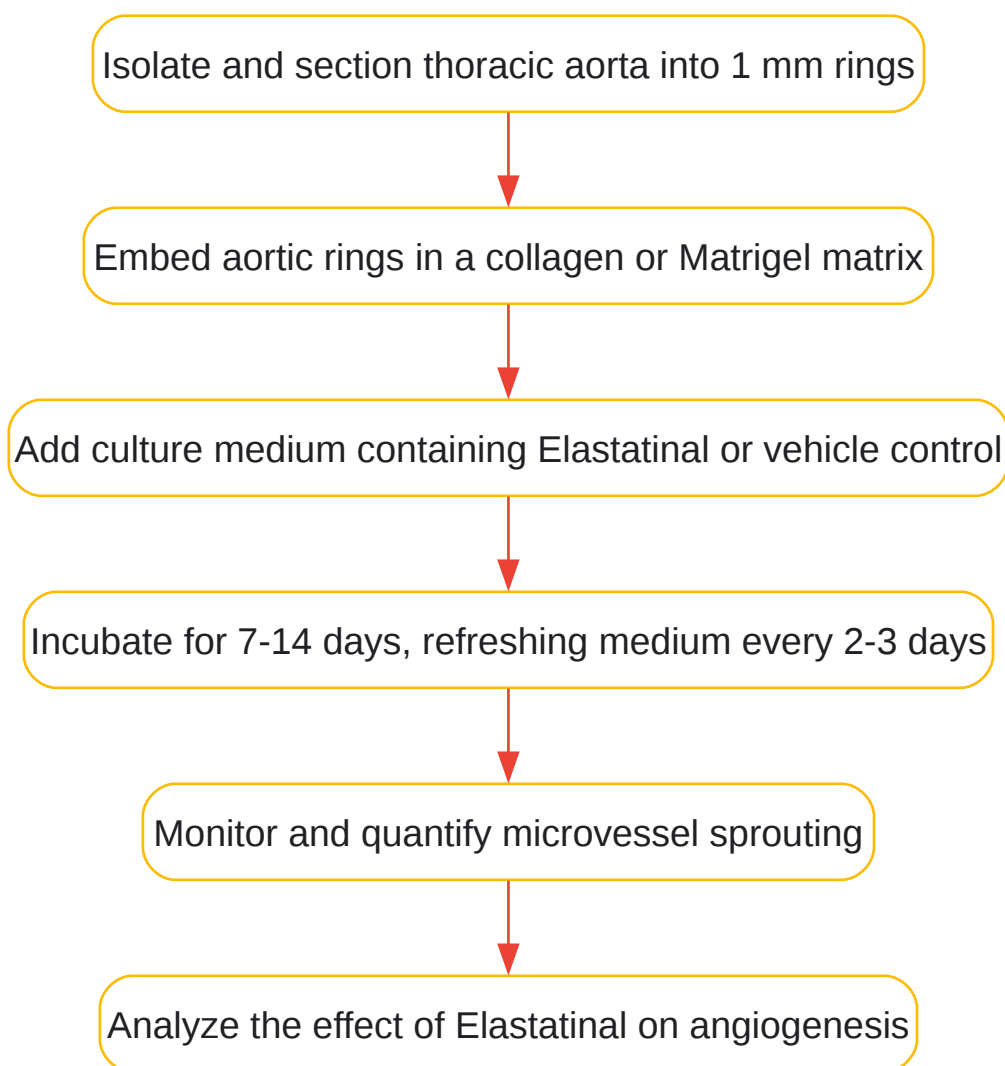 Isolate and section thoracic aorta into 1 mm rings
Embed aortic rings in a collagen or Matrigel matrix
Add culture medium containing Elastatinal or vehicle control
Incubate for 7-14 days, refreshing medium every 2-3 days
Monitor and quantify microvessel sprouting
Analyze the effect of Elastatinal on angiogenesis